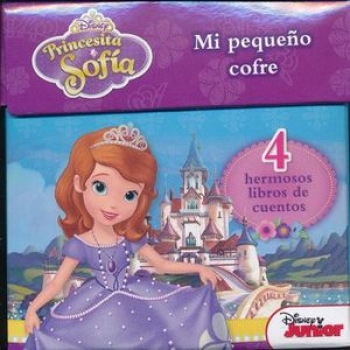 Disney
Princesita
Sofía
Mi pequeño
cofre
4
hermosos
libros de
cuentos
Disney
Junior